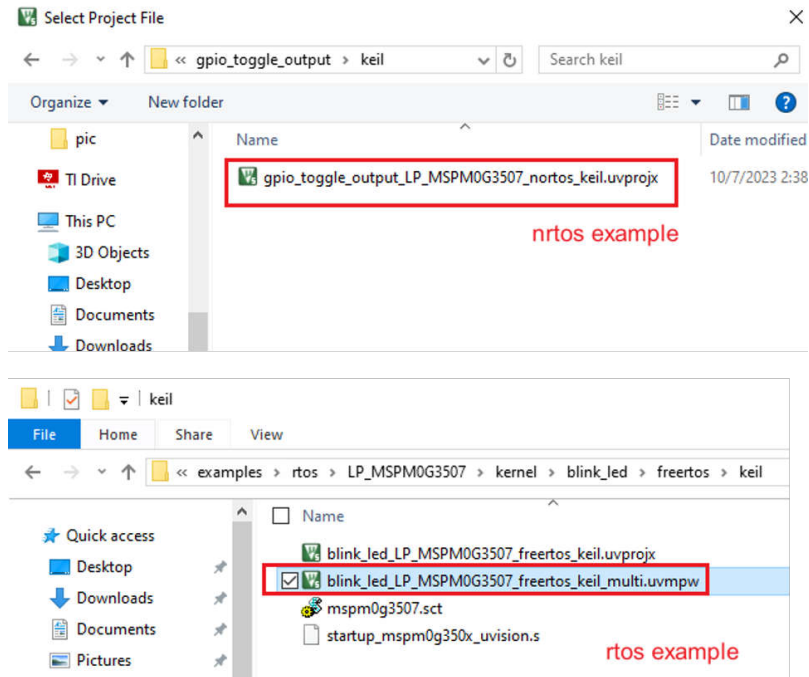 Select Project File
« gpio_toggle_output > keil
Search keil
Organize
New folder
pic
Name
Date modified
TI Drive
gpio_toggle_output_LP_MSPM0G3507_nortos_keil.uvprojx
10/7/2023 2:38
This PC
nrtos example
3D Objects
Desktop
Documents
Downloads
keil
File Home Share View
« examples > rtos > LP_MSPM0G3507 > kernel > blink_led > freertos > keil
Name
Quick access
blink_led_LP_MSPM0G3507_freertos_keil.uvprojx
Desktop
blink_led_LP_MSPM0G3507_freertos_keil_multi.uvmpw
Downloads
mspm0g3507.sct
Documents
startup_mspm0g350x_uvision.s
Pictures
rtos example